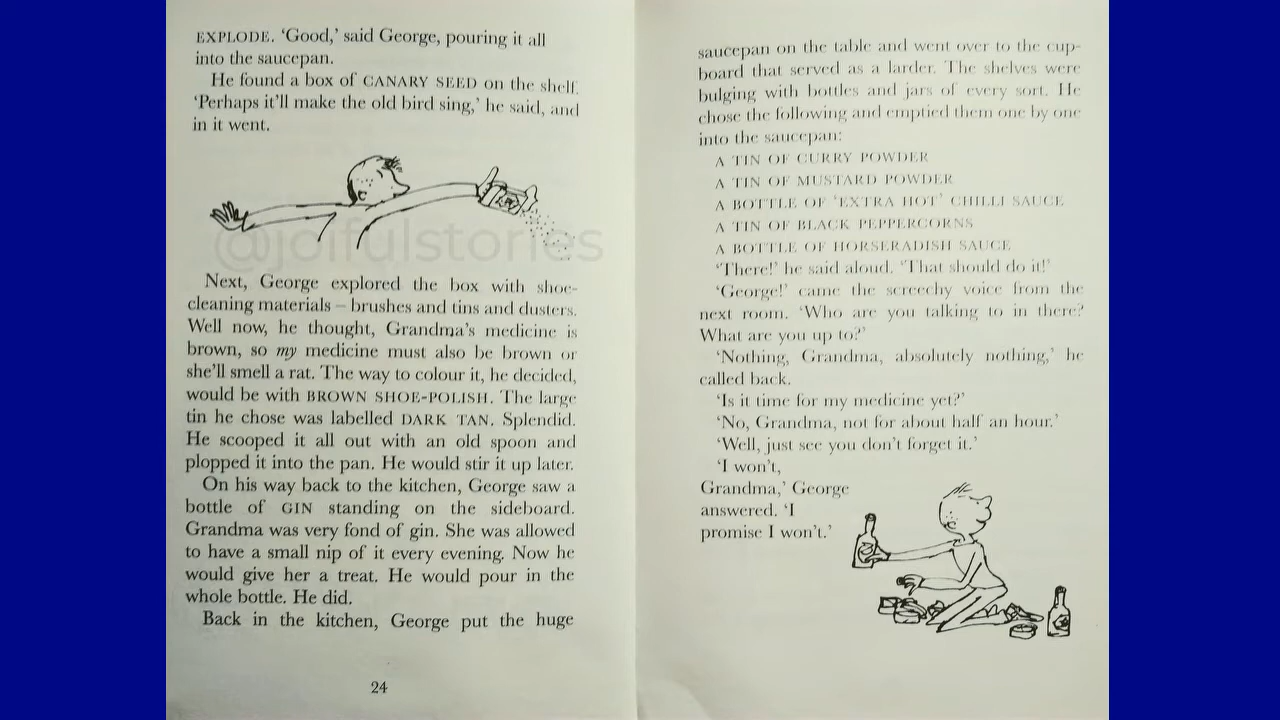 EXPLODE. ‘Good,’ said George, pouring it all
into the saucepan.
He found a box of CANARY SEED on the shelf.
‘Perhaps it’ll make the old bird sing,’ he said, and
in it went.
@joifulstories
Next, George explored the box with shoe-
cleaning materials – brushes and tins and dusters.
Well now, he thought, Grandma’s medicine is
brown, so my medicine must also be brown or
she’ll smell a rat. The way to colour it, he decided,
would be with BROWN SHOE-POLISH. The large
tin he chose was labelled DARK TAN. Splendid.
He scooped it all out with an old spoon and
plopped it into the pan. He would stir it up later.
On his way back to the kitchen, George saw a
bottle of GIN standing on the sideboard.
Grandma was very fond of gin. She was allowed
to have a small nip of it every evening. Now he
would give her a treat. He would pour in the
whole bottle. He did.
Back in the kitchen, George put the huge
24
saucepan on the table and went over to the cup-
board that served as a larder. The shelves were
bulging with bottles and jars of every sort. He
chose the following and emptied them one by one
into the saucepan:
A TIN OF CURRY POWDER
A TIN OF MUSTARD POWDER
A BOTTLE OF ‘EXTRA HOT’ CHILLI SAUCE
A TIN OF BLACK PEPPERCORNS
A BOTTLE OF HORSERADISH SAUCE
‘There!’ he said aloud. ‘That should do it!’
‘George!’ came the screechy voice from the
next room. ‘Who are you talking to in there?
What are you up to?’
‘Nothing, Grandma, absolutely nothing,’ he
called back.
‘Is it time for my medicine yet?’
‘No, Grandma, not for about half an hour.’
‘Well, just see you don’t forget it.’
‘I won’t,
Grandma,’ George
answered. ‘I
promise I won’t.’